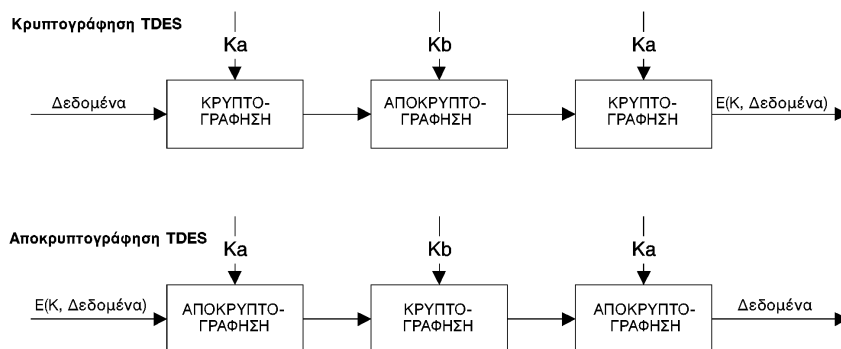 Κρυπτογράφηση TDES
Ka Kb Ka
Δεδομένα
ΚΡΥΠΤΟ-
ΓΡΑΦΗΣΗ
ΑΠΟΚΡΥΠΤΟ-
ΓΡΑΦΗΣΗ
ΚΡΥΠΤΟ-
ΓΡΑΦΗΣΗ
E(K, Δεδομένα)
Αποκρυπτογράφηση TDES
Ka Kb Ka
E(K, Δεδομένα)
ΑΠΟΚΡΥΠΤΟ-
ΓΡΑΦΗΣΗ
ΚΡΥΠΤΟ-
ΓΡΑΦΗΣΗ
ΑΠΟΚΡΥΠΤΟ-
ΓΡΑΦΗΣΗ
Δεδομένα